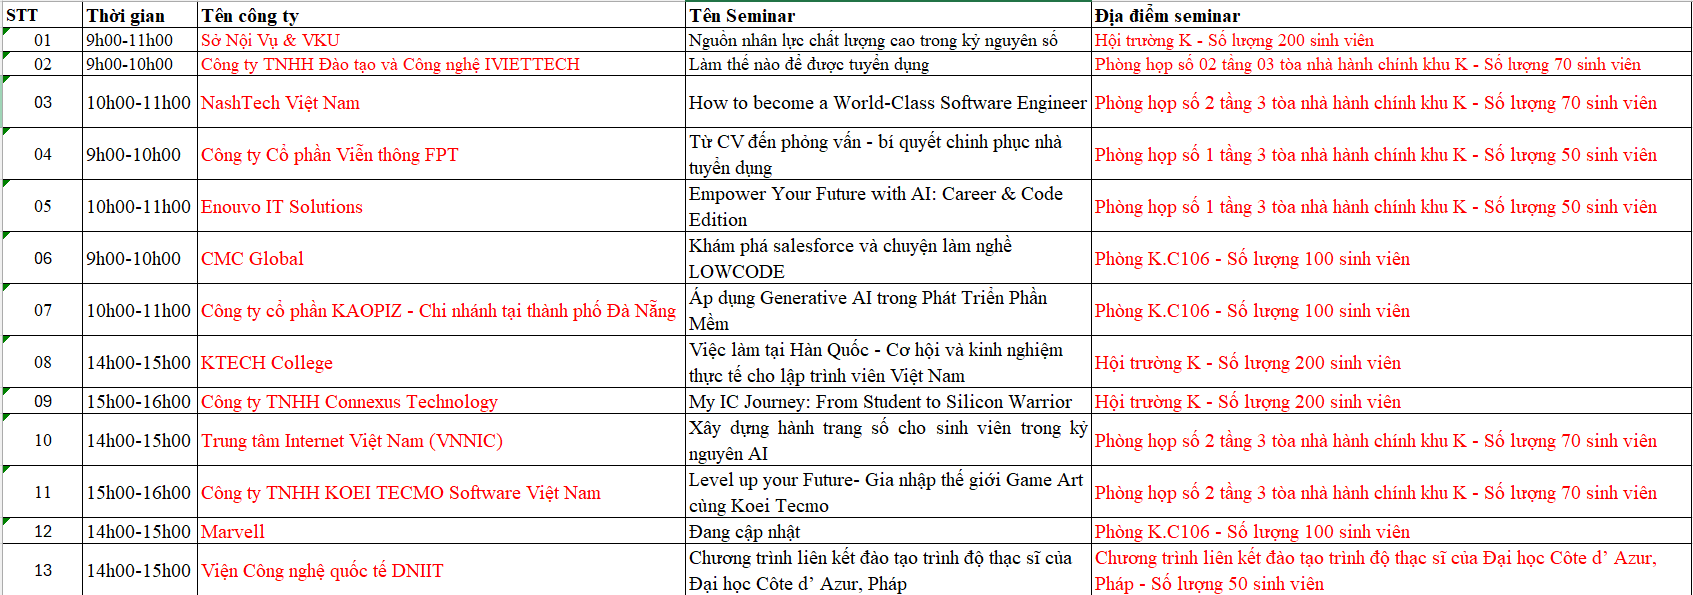 STT Thời gian Tên công ty Tên Seminar Địa điểm seminar
01 9h00-11h00 Sở Nội Vụ & VKU Nguồn nhân lực chất lượng cao trong kỷ nguyên số Hội trường K - Số lượng 200 sinh viên
02 9h00-10h00 Công ty TNHH Đào tạo và Công nghệ IVIETTECH Làm thế nào để được tuyển dụng Phòng họp số 02 tầng 03 tòa nhà hành chính khu K - Số lượng 70 sinh viên
03 10h00-11h00 NashTech Việt Nam How to become a World-Class Software Engineer Phòng họp số 2 tầng 3 tòa nhà hành chính khu K - Số lượng 70 sinh viên
04 9h00-10h00 Công ty Cổ phần Viễn thông FPT Từ CV đến phỏng vấn - bí quyết chinh phục nhà
tuyển dụng Phòng họp số 1 tầng 3 tòa nhà hành chính khu K - Số lượng 50 sinh viên
05 10h00-11h00 Enouvo IT Solutions Empower Your Future with AI: Career & Code
Edition Phòng họp số 1 tầng 3 tòa nhà hành chính khu K - Số lượng 50 sinh viên
06 9h00-10h00 CMC Global Khám phá salesforce và chuyện làm nghề
LOWCODE Phòng K.C106 - Số lượng 100 sinh viên
07 10h00-11h00 Công ty cổ phần KAOPIZ - Chi nhánh tại thành phố Đà Nẵng Áp dụng Generative AI trong Phát Triển Phần
Mềm Phòng K.C106 - Số lượng 100 sinh viên
08 14h00-15h00 KTECH College Việc làm tại Hàn Quốc - Cơ hội và kinh nghiệm
thực tế cho lập trình viên Việt Nam Hội trường K - Số lượng 200 sinh viên
09 15h00-16h00 Công ty TNHH Connexus Technology My IC Journey: From Student to Silicon Warrior Hội trường K - Số lượng 200 sinh viên
10 14h00-15h00 Trung tâm Internet Việt Nam (VNNIC) Xây dựng hành trang số cho sinh viên trong kỷ
nguyên AI Phòng họp số 2 tầng 3 tòa nhà hành chính khu K - Số lượng 70 sinh viên
11 15h00-16h00 Công ty TNHH KOEI TECMO Software Việt Nam Level up your Future- Gia nhập thế giới Game Art
cùng Koei Tecmo Phòng họp số 2 tầng 3 tòa nhà hành chính khu K - Số lượng 70 sinh viên
12 14h00-15h00 Marvell Đang cập nhật Phòng K.C106 - Số lượng 100 sinh viên
13 14h00-15h00 Viện Công nghệ quốc tế DNIIT Chương trình liên kết đào tạo trình độ thạc sĩ của
Đại học Côte d’ Azur, Pháp Chương trình liên kết đào tạo trình độ thạc sĩ của Đại học Côte d’ Azur,
Pháp - Số lượng 50 sinh viên